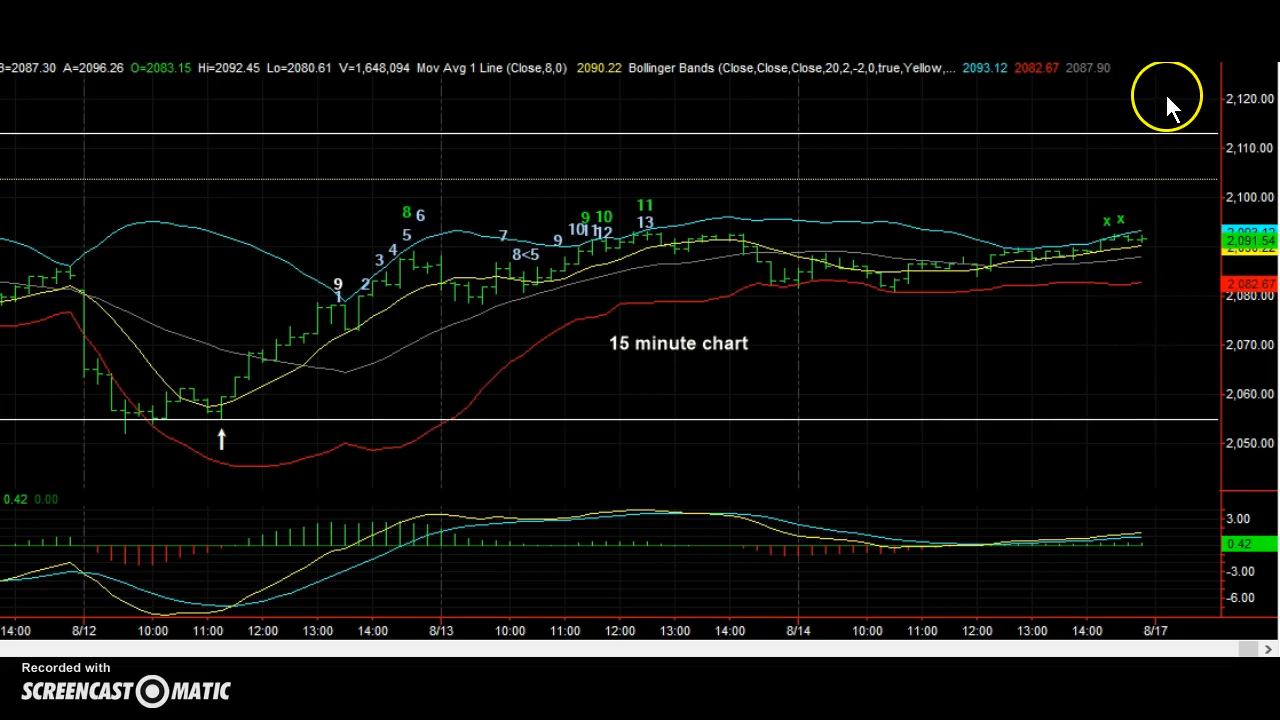 3=2087.30 A=2096.26 O=2083.15 Hi=2092.45 Lo=2080.61 V=1,648,094 Mov Avg 1 Line (Close,8,0) 2090.22 Bollinger Bands (Close,Close,Close,20,2,-2,0,true,Yellow,... 2093.12 2082.67 2087.90
2,120.00
2,110.00
2,100.00
11
8 6 9 10 13 x x
5 7 10 11 12 2,091.54
4 8<5 9
3
9 2 2,082.67
1 2,080.00
15 minute chart 2,070.00
2,060.00
2,050.00
0.42 0.00
3.00
0.42
-3.00
-6.00
14:00 8/12 10:00 11:00 12:00 13:00 14:00 8/13 10:00 11:00 12:00 13:00 14:00 8/14 10:00 11:00 12:00 13:00 14:00 8/17
Recorded with
SCREENCAST MATIC